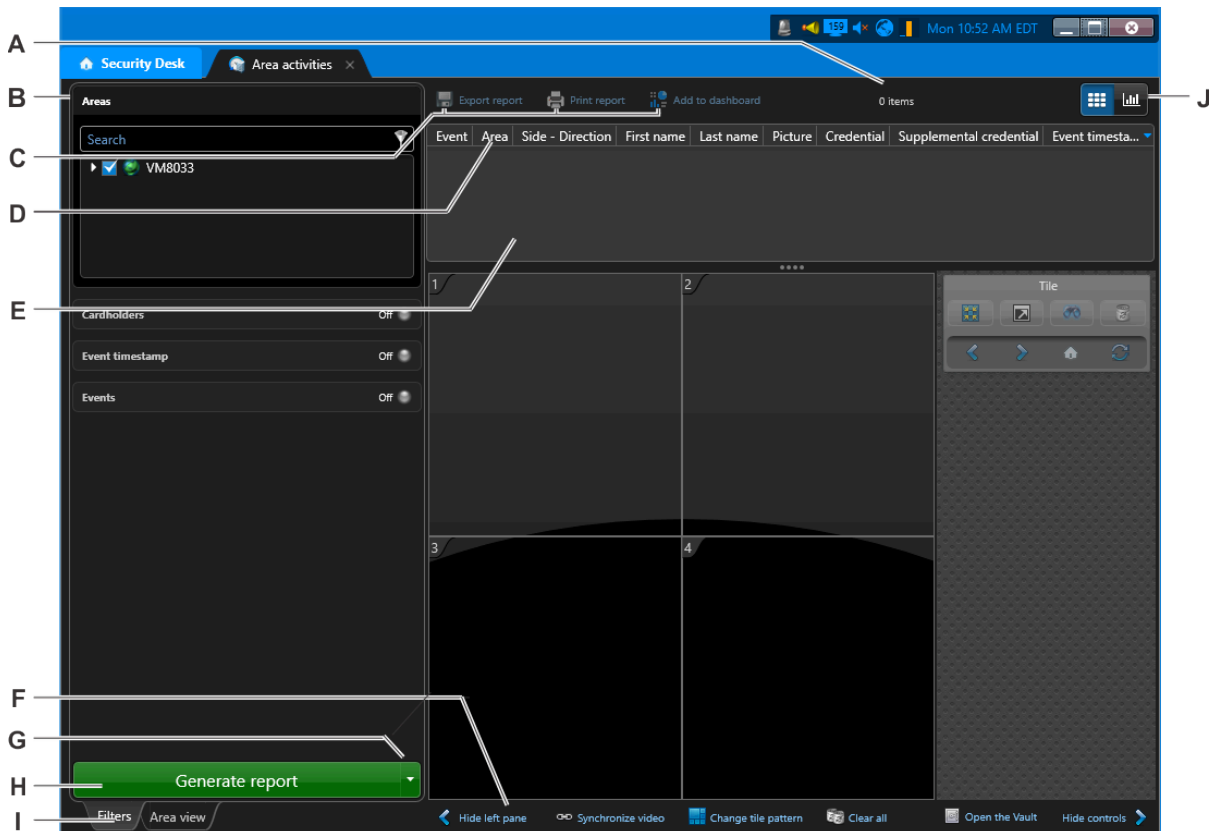 A
159 Mon 10:52 AM EDT
Security Desk Area activities
B
Areas
Export report Print report Add to dashboard 0 items
J
Search
C
Event Area Side - Direction First name Last name Picture Credential Supplemental credential Event timesta...
VM8033
D
E
1 2
Tile
Cardholders Off
Event timestamp Off
Events Off
3 4
F
G
H
Generate report
I
Filters Area view
Hide left pane Synchronize video Change tile pattern Clear all Open the Vault Hide controls